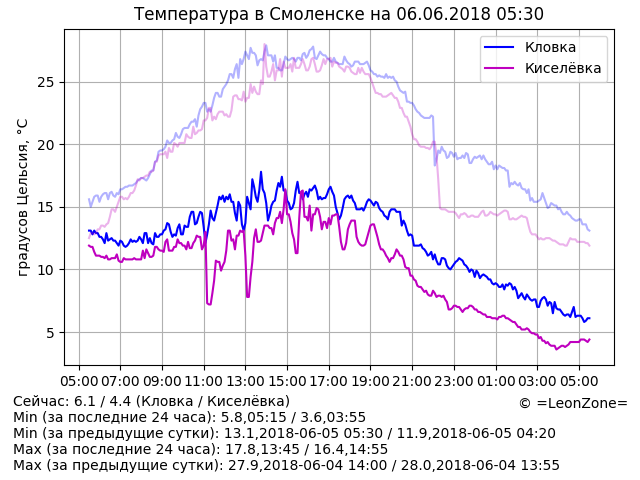 Температура в Смоленске на 06.06.2018 05:30
Кловка
Киселёвка
градусов Цельсия, °C
25
20
15
10
5
05:00 07:00 09:00 11:00 13:00 15:00 17:00 19:00 21:00 23:00 01:00 03:00 05:00
Сейчас: 6.1 / 4.4 (Кловка / Киселёвка)
© =LeonZone=
Min (за последние 24 часа): 5.8,05:15 / 3.6,03:55
Min (за предыдущие сутки): 13.1,2018-06-05 05:30 / 11.9,2018-06-05 04:20
Max (за последние 24 часа): 17.8,13:45 / 16.4,14:55
Max (за предыдущие сутки): 27.9,2018-06-04 14:00 / 28.0,2018-06-04 13:55